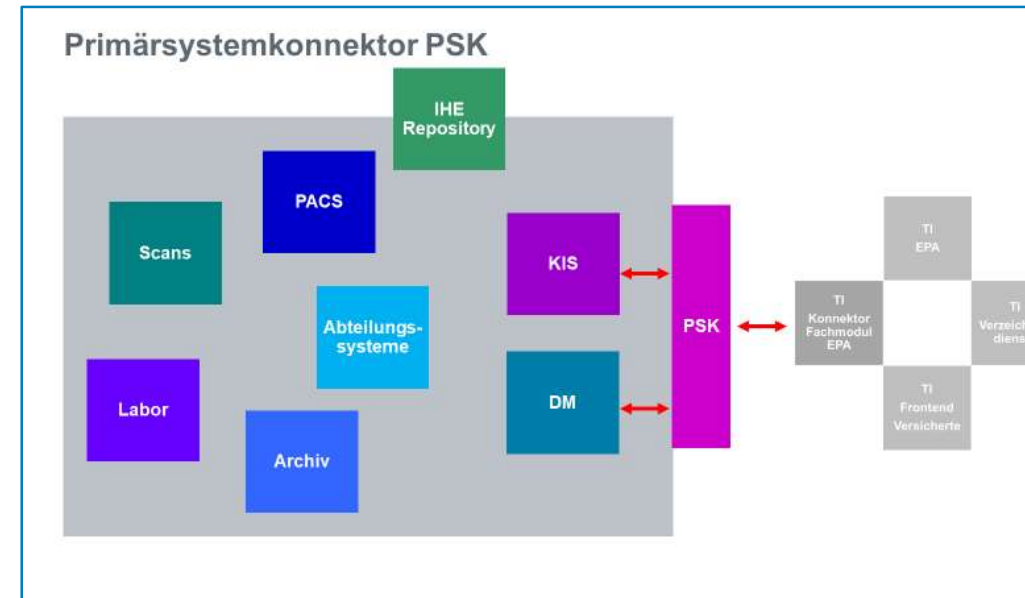 Primärsystemkonnektor PSK
IHE
Repository
PACS
Scans
KIS
Abteilungs-
systeme
PSK
Labor
DM
Archiv
TI
EPA
TI
Konnektor
Fachmodul
EPA
TI
TI
Frontend
Versicherte